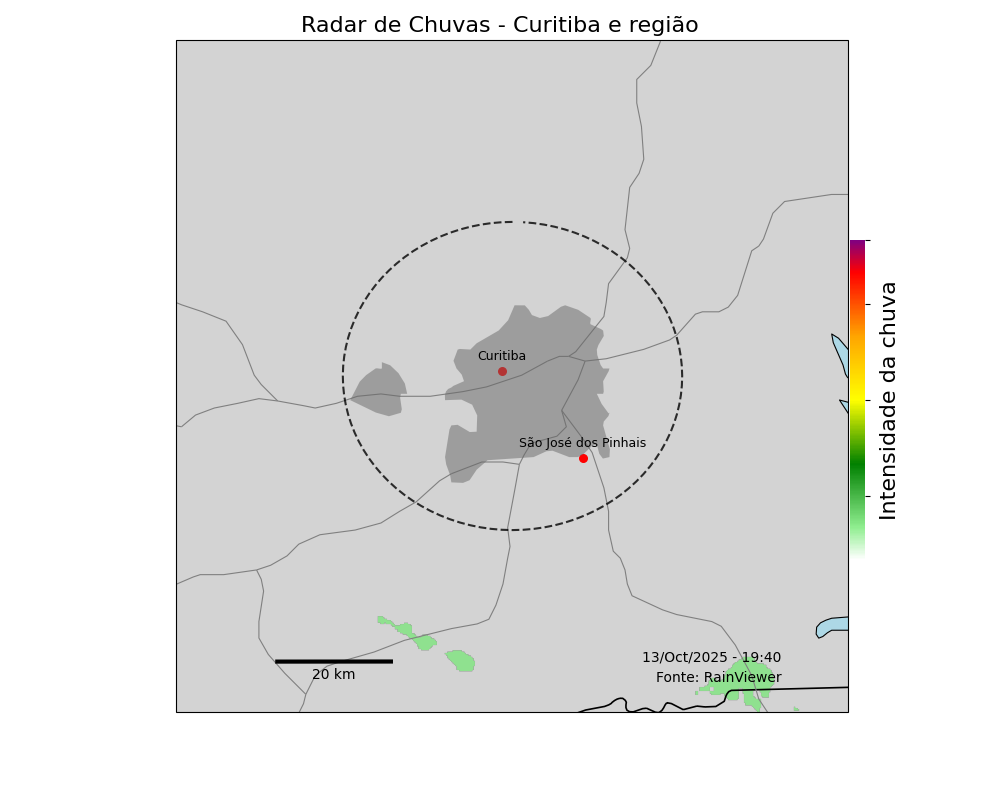 Radar de Chuvas - Curitiba e região
Curitiba
São José dos Pinhais
Intensidade da chuva
13/Oct/2025 - 19:40
Fonte: RainViewer
20 km